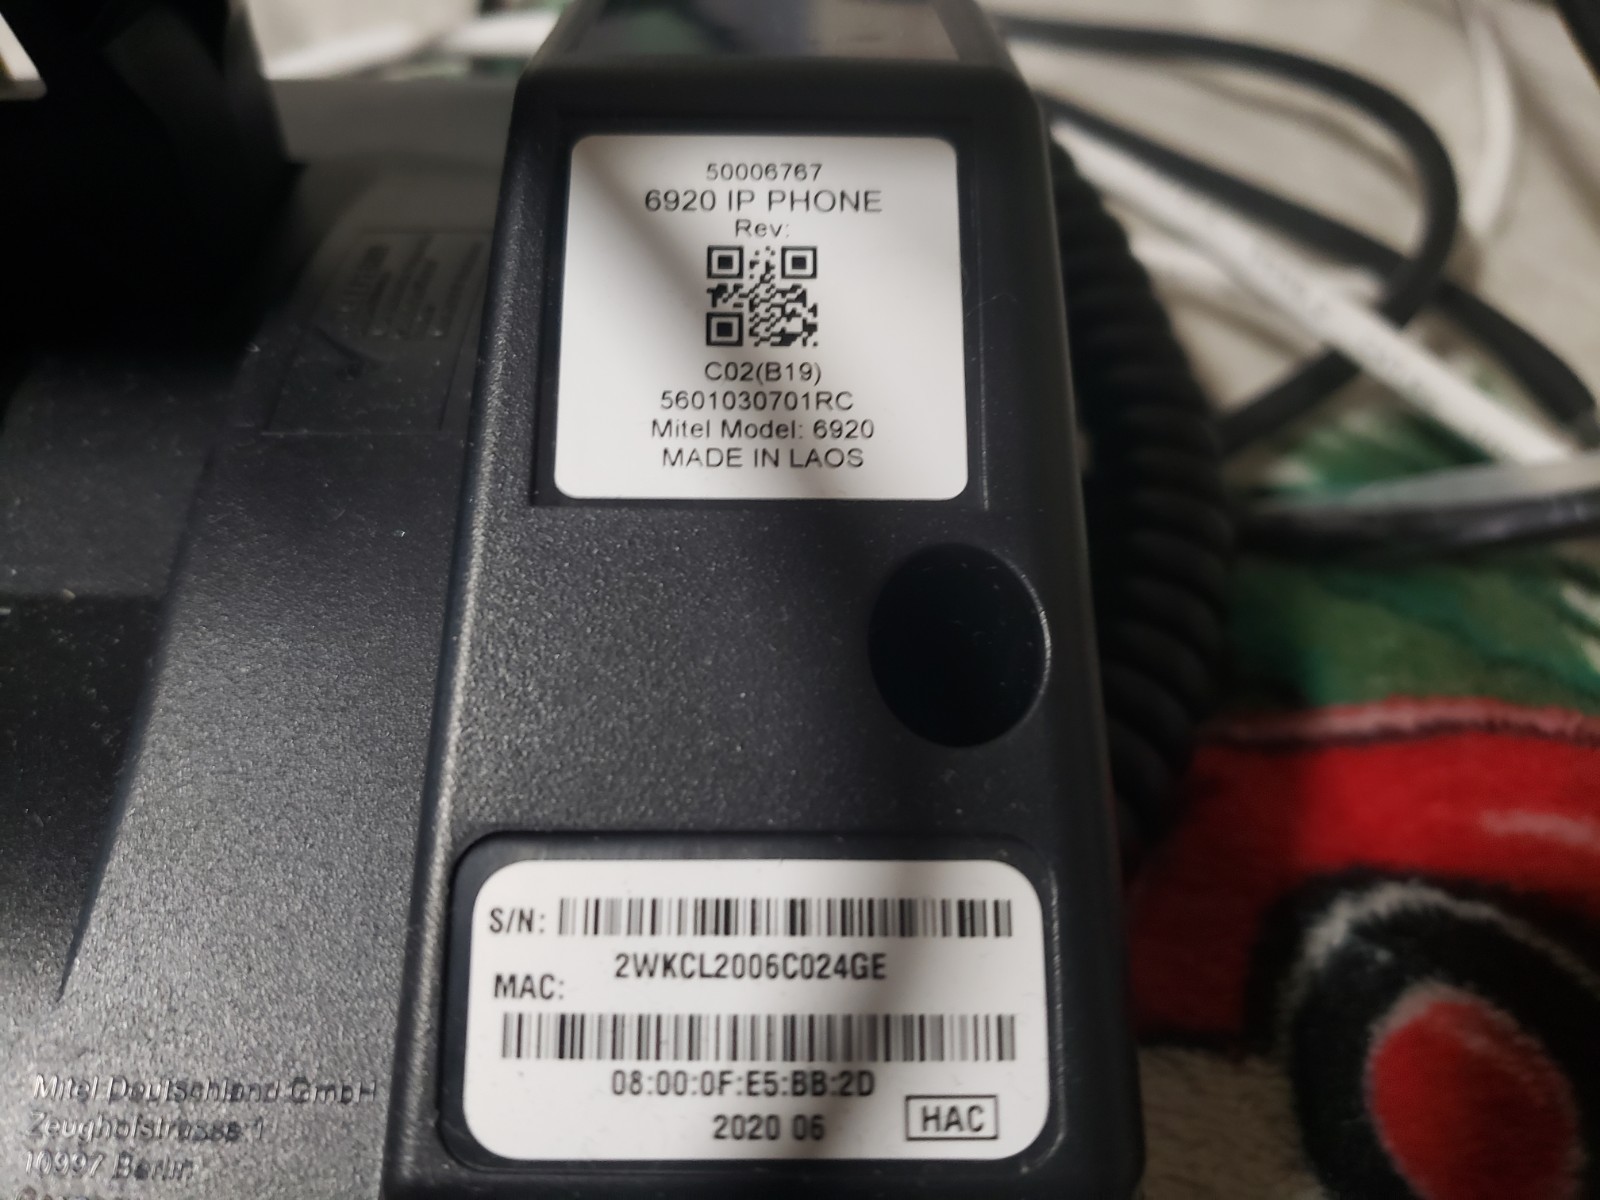 50006767
6920 IP PHONE
Rev:
C02(B19)
5601030701RC
Mitel Model: 6920
MADE IN LAOS
S/N:
2WKCL2006C024GE
MAC:
08:00:0F:E5:BB:2D
2020 06
HAC
Mitel Deutschland GmbH
Zeughofstrasse 1
10997 Berlin